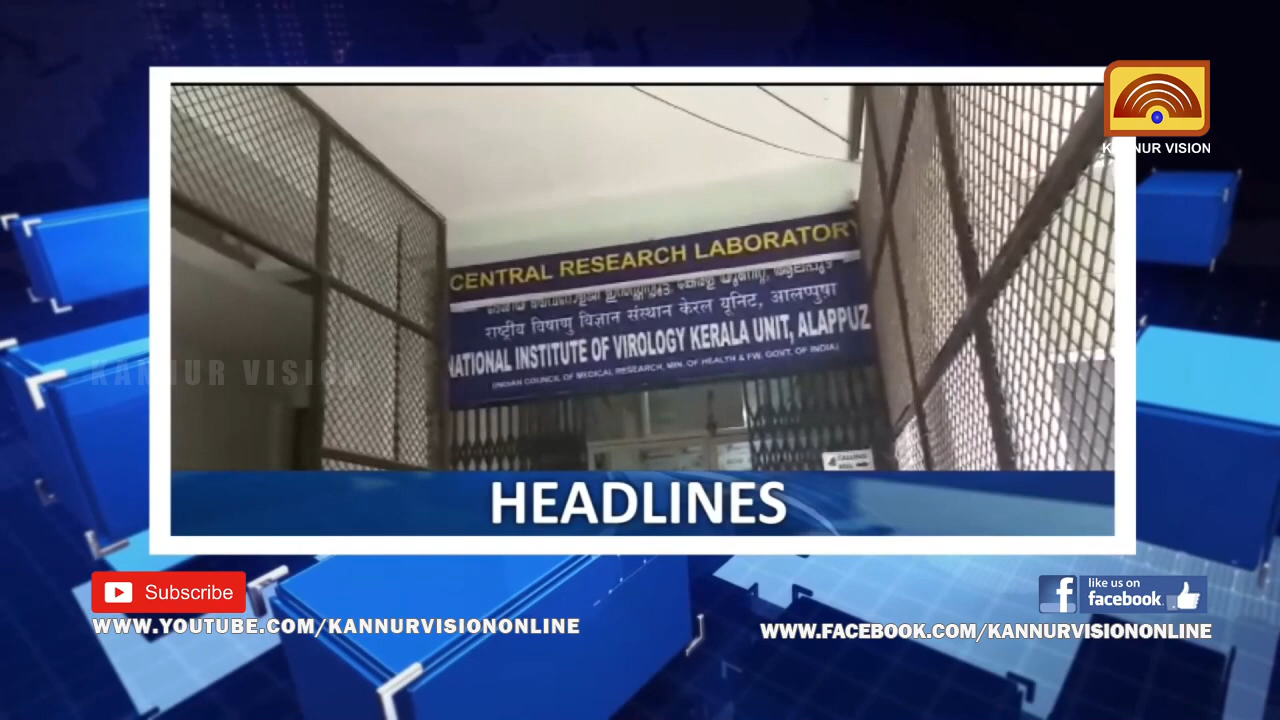 KANNUR VISION
CENTRAL RESEARCH LABORATORY
राष्ट्रीय विषाणु विज्ञान संस्थान केरल यूनिट, आलप्पुष़ा
NATIONAL INSTITUTE OF VIROLOGY KERALA UNIT, ALAPPUZ
(INDIAN COUNCIL OF MEDICAL RESEARCH, MIN. OF HEALTH & FW. GOVT. OF INDIA)
KANNUR VISION
HEADLINES
Subscribe
WWW.YOUTUBE.COM/KANNURVISIONONLINE
like us on
facebook.
WWW.FACEBOOK.COM/KANNURVISIONONLINE